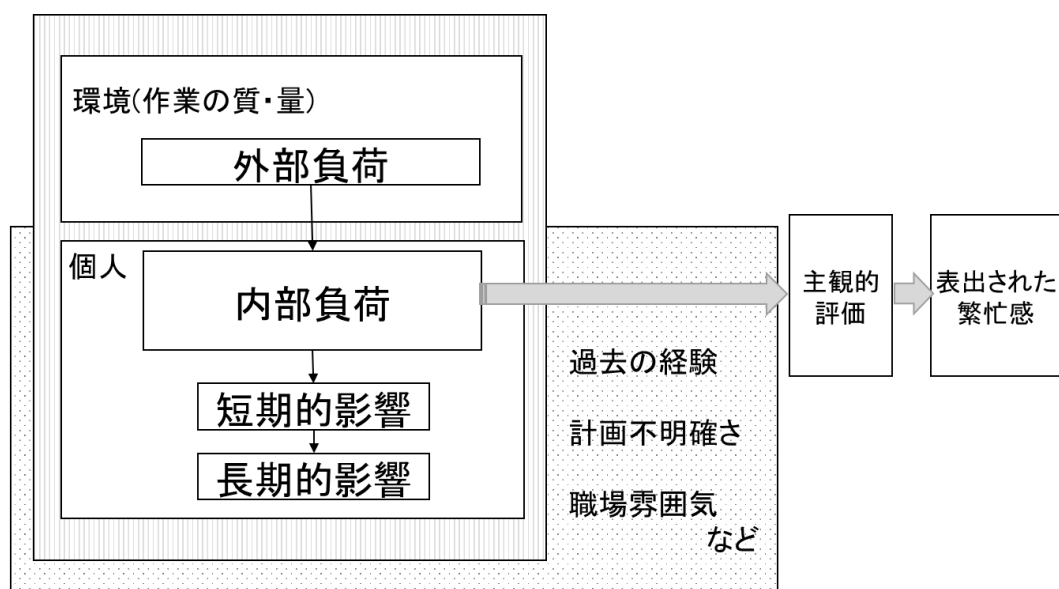 環境(作業の質・量)
外部負荷
個人
内部負荷
短期的影響
長期的影響
過去の経験
計画不明確さ
職場雰囲気
など
主観的
評価
表出された
繁忙感